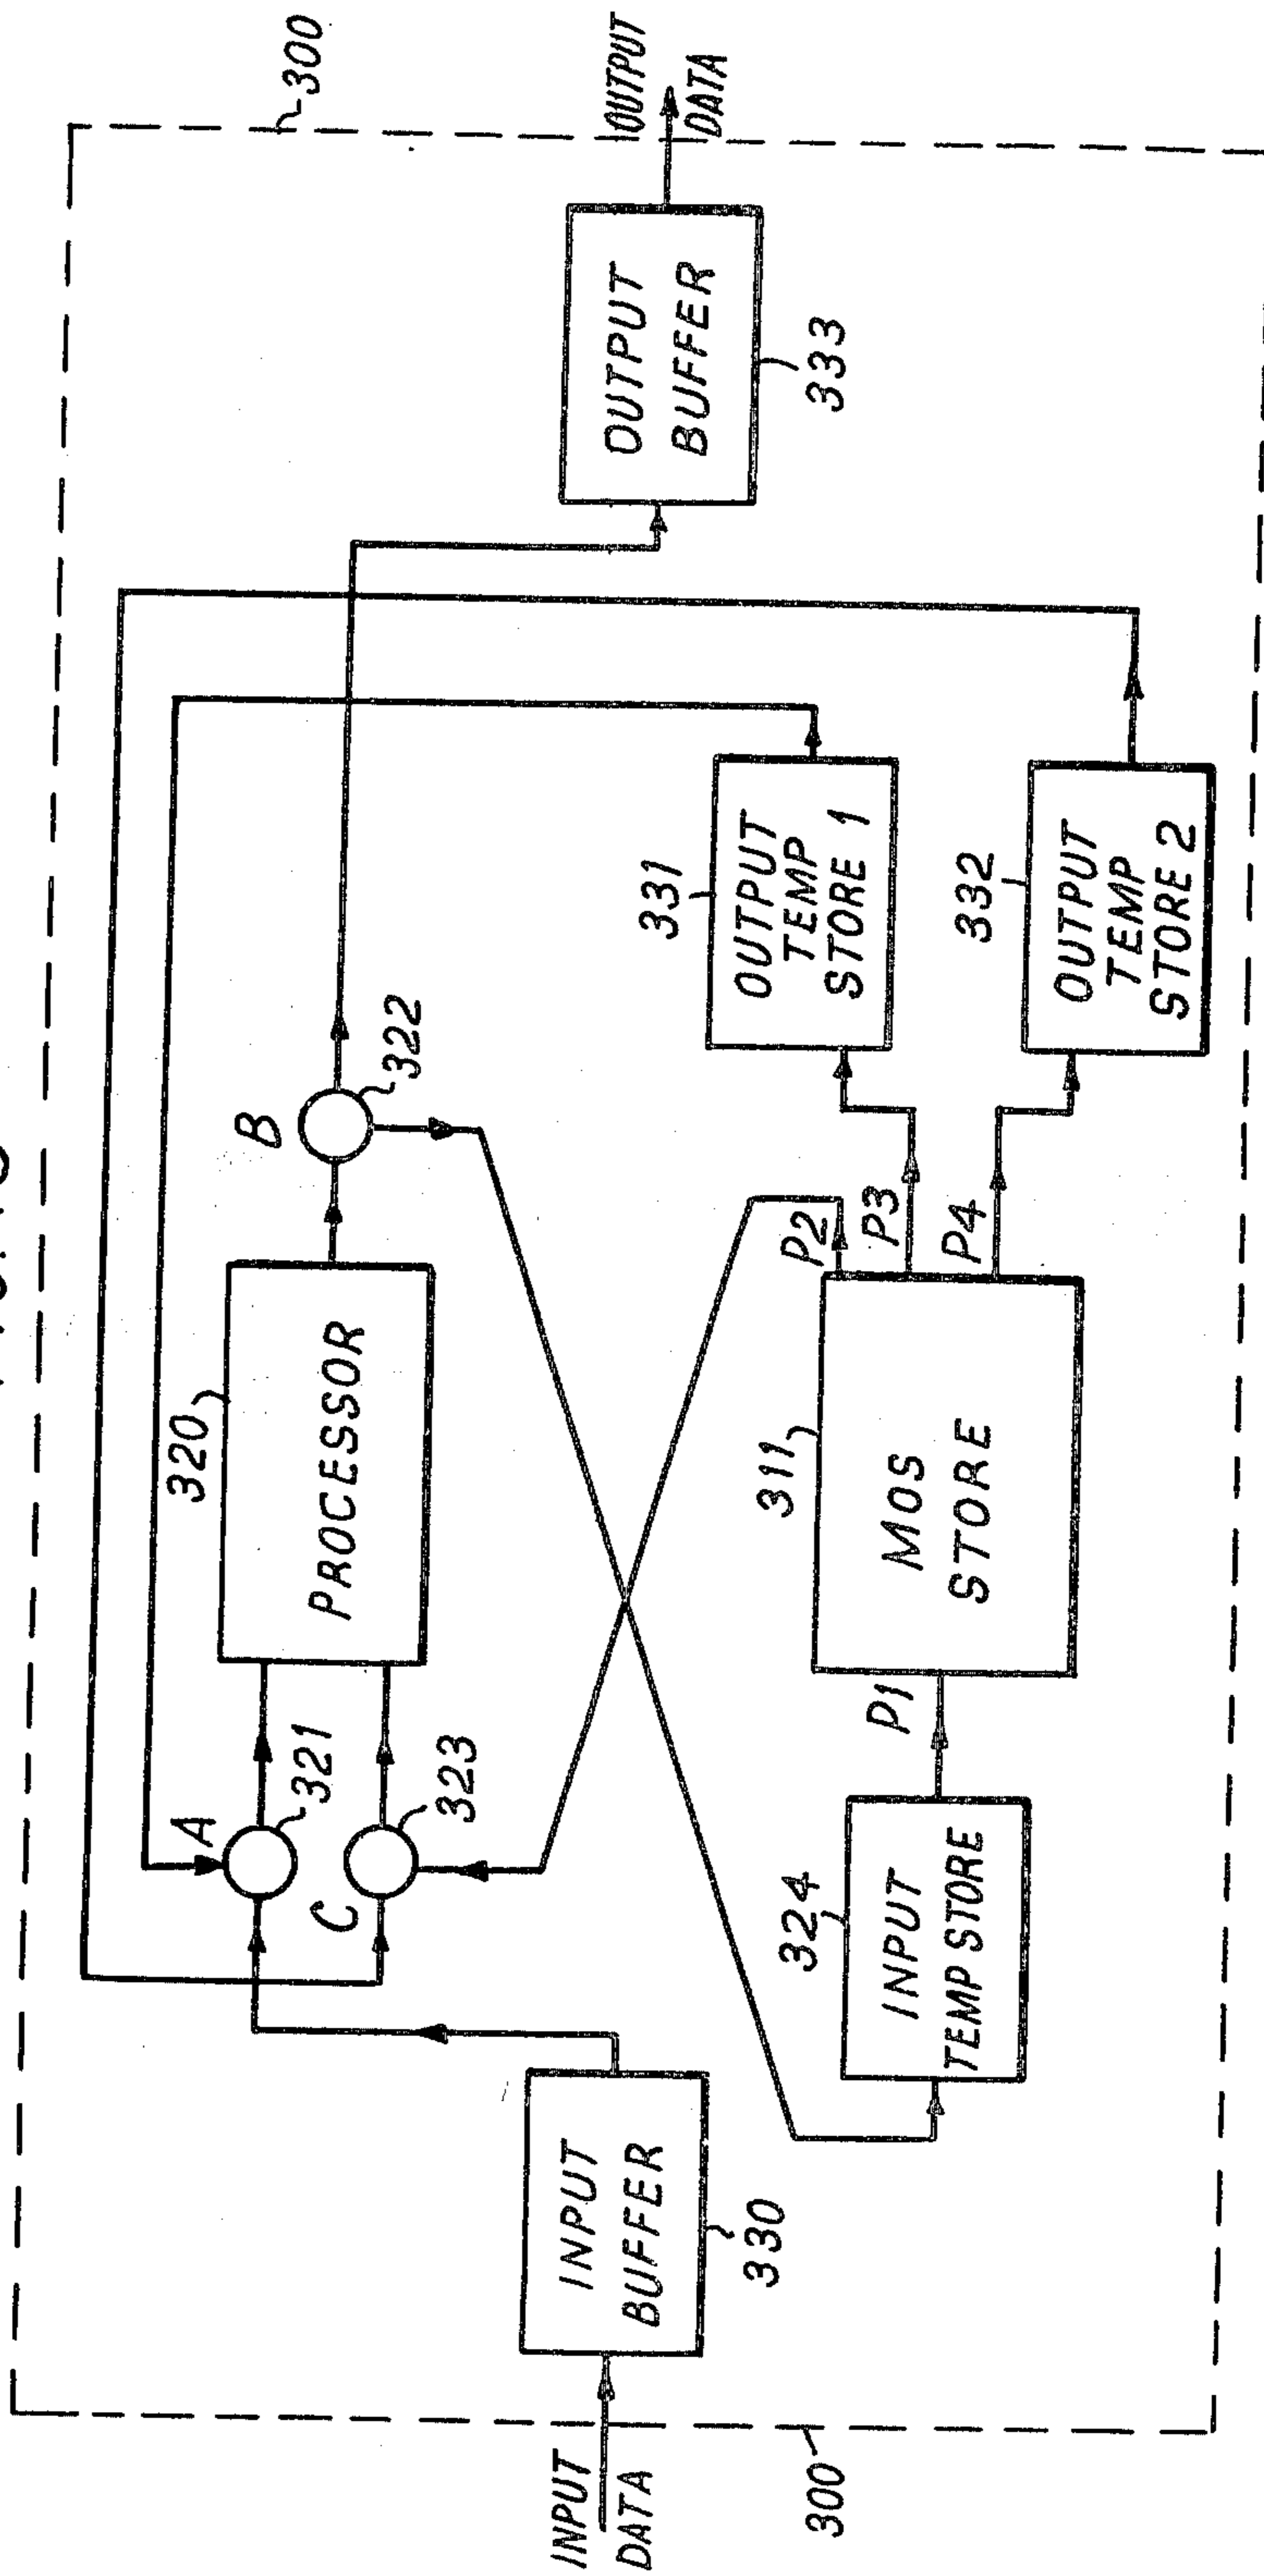 300
INPUT
DATA
INPUT
BUFFER
330
A
321
C
323
320
PROCESSOR
B
322
OUTPUT
BUFFER
333
OUTPUT
DATA
300
324
INPUT
TEMP STORE
P1
311
MOS
STORE
P2
P3
P4
331
OUTPUT
TEMP
STORE 1
332
OUTPUT
TEMP
STORE 2